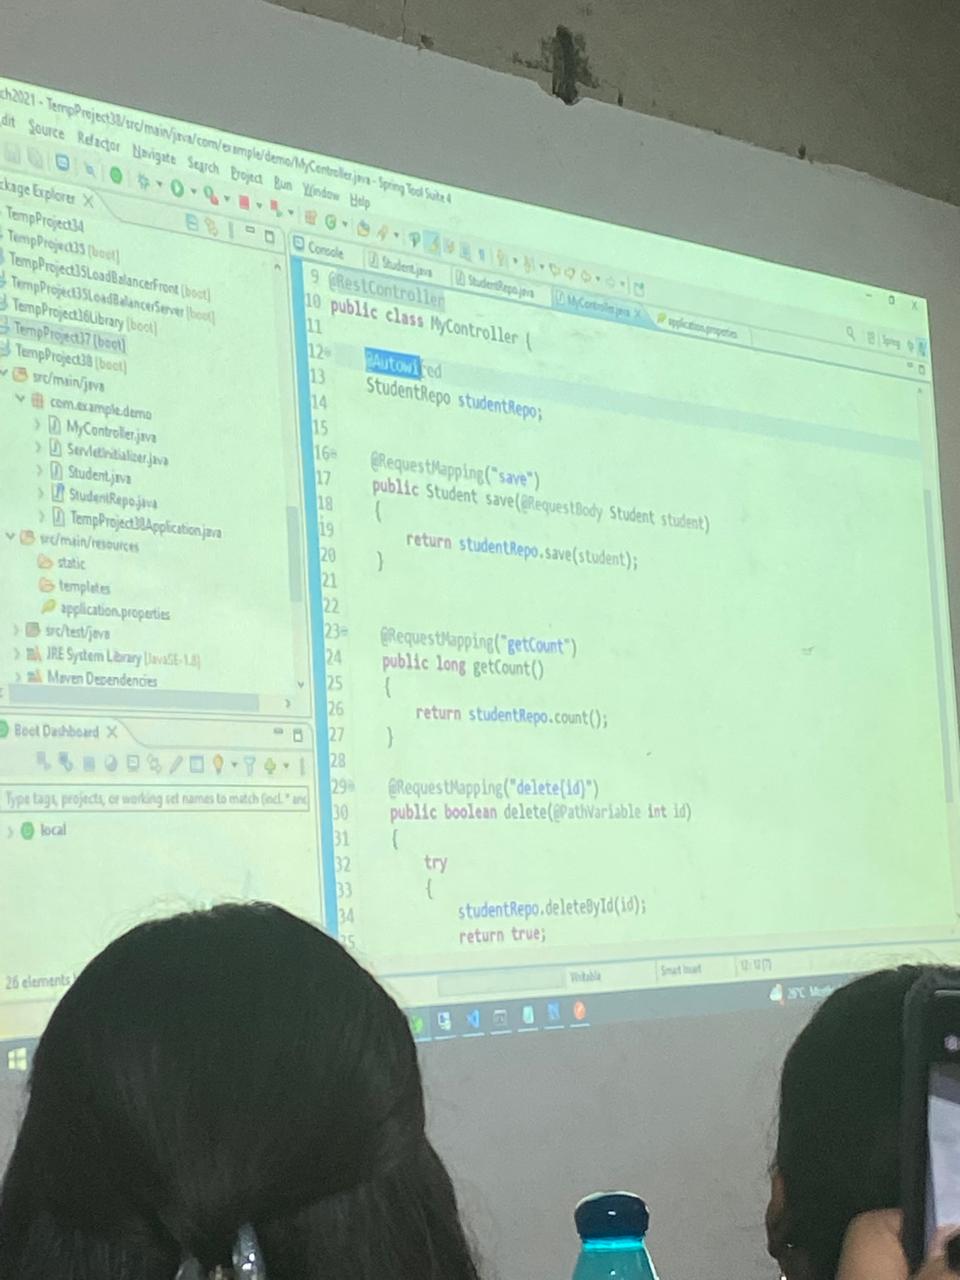 ch2021 - TempProject38/src/main/java/com/example/demo/MyController.java - Spring Tool Suite 4
dit Source Refactor Navigate Search Project Run Window Help
ckage Explorer
TempProject34
TempProject35 [boot]
TempProject35LoadBalancerFront [boot]
TempProject35LoadBalancerServer [boot]
TempProject36Library [boot]
TempProject37 [boot]
TempProject38 [boot]
src/main/java
com.example.demo
MyController.java
ServletInitializer.java
Student.java
StudentRepo.java
TempProject38Application.java
src/main/resources
static
templates
application.properties
src/test/java
JRE System Library [JavaSE-1.8]
Maven Dependencies
Boot Dashboard
Type tags, projects, or working set names to match (incl. * and
local
26 elements
Console Student.java StudentRepo.java MyController.java application.properties
Spring
9 @RestController
10 public class MyController {
11
12 @Autowired
13 StudentRepo studentRepo;
14
15
16 @RequestMapping("save")
17 public Student save(@RequestBody Student student)
18 {
19 return studentRepo.save(student);
20 }
21
22
23 @RequestMapping("getCount")
24 public long getCount()
25 {
26 return studentRepo.count();
27 }
28
29 @RequestMapping("delete{id}")
30 public boolean delete(@PathVariable int id)
31 {
32 try
33 {
34 studentRepo.deleteById(id);
35 return true;
Writable Smart Insert
26°C